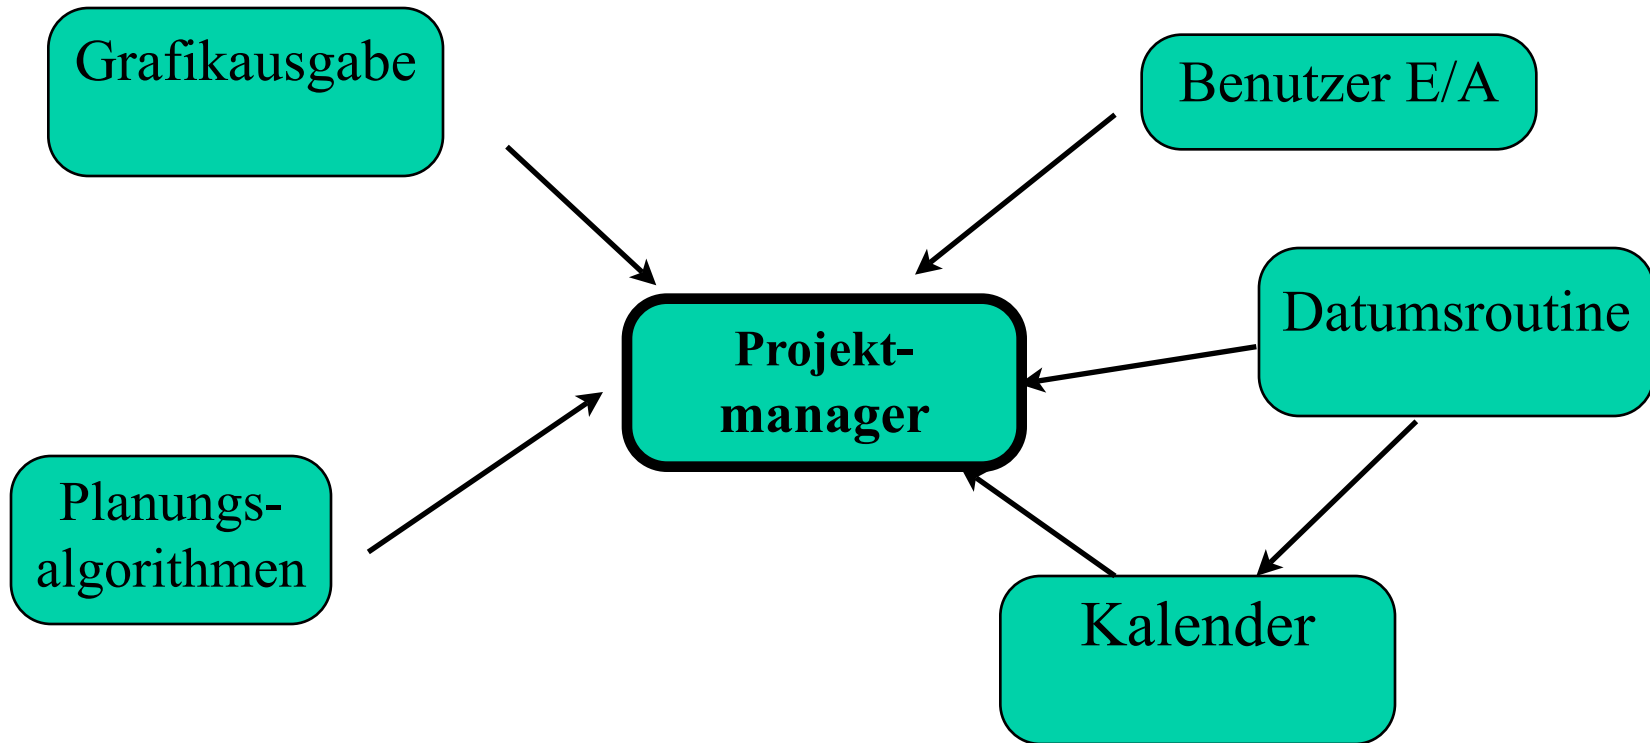 Grafikausgabe
Benutzer E/A
Datumsroutine
Projekt-
manager
Planungs-
algorithmen
Kalender